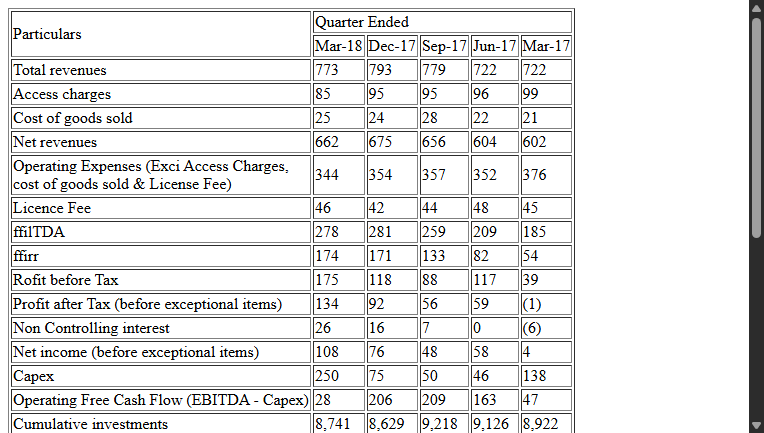 Particulars Quarter Ended
Mar-18 Dec-17 Sep-17 Jun-17 Mar-17
Total revenues 773 793 779 722 722
Access charges 85 95 95 96 99
Cost of goods sold 25 24 28 22 21
Net revenues 662 675 656 604 602
Operating Expenses (Exci Access Charges,
cost of goods sold & License Fee) 344 354 357 352 376
Licence Fee 46 42 44 48 45
ffilTDA 278 281 259 209 185
ffirr 174 171 133 82 54
Rofit before Tax 175 118 88 117 39
Profit after Tax (before exceptional items) 134 92 56 59 (1)
Non Controlling interest 26 16 7 0 (6)
Net income (before exceptional items) 108 76 48 58 4
Capex 250 75 50 46 138
Operating Free Cash Flow (EBITDA - Capex) 28 206 209 163 47
Cumulative investments 8,741 8,629 9,218 9,126 8,922